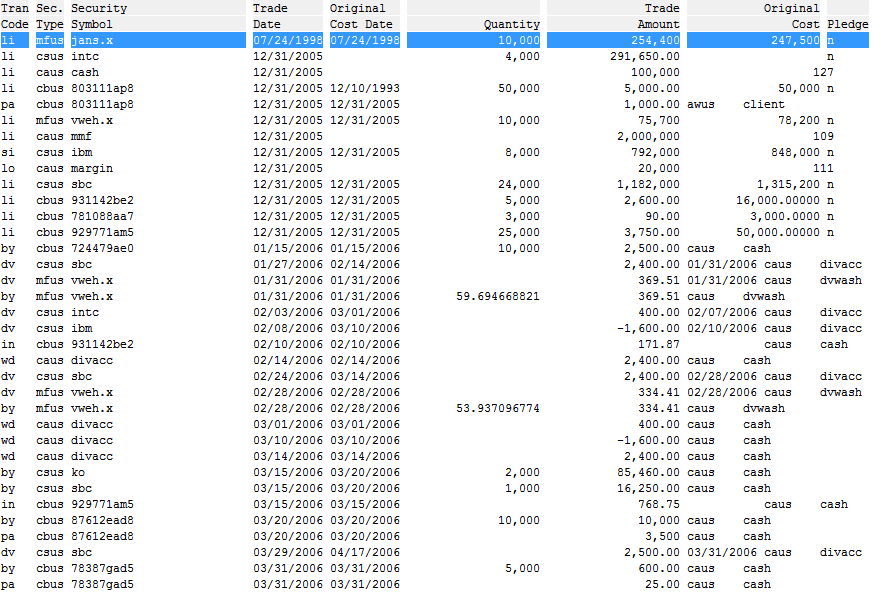 Tran Sec. Security Trade Original Trade Original
Code Type Symbol Date Cost Date Quantity Amount Cost Pledge
li mfus jans.x 07/24/1998 07/24/1998 10,000 254,400 247,500 n
li csus intc 12/31/2005 4,000 291,650.00 n
li caus cash 12/31/2005 100,000 127
li cbus 803111ap8 12/31/2005 12/10/1993 50,000 5,000.00 50,000 n
pa cbus 803111ap8 12/31/2005 12/31/2005 1,000.00 awus client
li mfus vweh.x 12/31/2005 12/31/2005 10,000 75,700 78,200 n
li caus mmf 12/31/2005 2,000,000 109
si csus ibm 12/31/2005 12/31/2005 8,000 792,000 848,000 n
lo caus margin 12/31/2005 20,000 111
li csus sbc 12/31/2005 12/31/2005 24,000 1,182,000 1,315,200 n
li cbus 931142be2 12/31/2005 12/31/2005 5,000 2,600.00 16,000.00000 n
li cbus 781088aa7 12/31/2005 12/31/2005 3,000 90.00 3,000.0000 n
li cbus 929771am5 12/31/2005 12/31/2005 25,000 3,750.00 50,000.00000 n
by cbus 724479ae0 01/15/2006 01/15/2006 10,000 2,500.00 caus cash
dv csus sbc 01/27/2006 02/14/2006 2,400.00 01/31/2006 caus divacc
dv mfus vweh.x 01/31/2006 01/31/2006 369.51 01/31/2006 caus dvwash
by mfus vweh.x 01/31/2006 01/31/2006 59.694668821 369.51 caus dvwash
dv csus intc 02/03/2006 03/01/2006 400.00 02/07/2006 caus divacc
dv csus ibm 02/08/2006 03/10/2006 -1,600.00 02/10/2006 caus divacc
in cbus 931142be2 02/10/2006 02/10/2006 171.87 caus cash
wd caus divacc 02/14/2006 02/14/2006 2,400.00 caus cash
dv csus sbc 02/24/2006 03/14/2006 2,400.00 02/28/2006 caus divacc
dv mfus vweh.x 02/28/2006 02/28/2006 334.41 02/28/2006 caus dvwash
by mfus vweh.x 02/28/2006 02/28/2006 53.937096774 334.41 caus dvwash
wd caus divacc 03/01/2006 03/01/2006 400.00 caus cash
wd caus divacc 03/10/2006 03/10/2006 -1,600.00 caus cash
wd caus divacc 03/14/2006 03/14/2006 2,400.00 caus cash
by csus ko 03/15/2006 03/20/2006 2,000 85,460.00 caus cash
by csus sbc 03/15/2006 03/20/2006 1,000 16,250.00 caus cash
in cbus 929771am5 03/15/2006 03/15/2006 768.75 caus cash
by cbus 87612ead8 03/20/2006 03/20/2006 10,000 10,000 caus cash
pa cbus 87612ead8 03/20/2006 03/20/2006 3,500 caus cash
dv csus sbc 03/29/2006 04/17/2006 2,500.00 03/31/2006 caus divacc
by cbus 78387gad5 03/31/2006 03/31/2006 5,000 600.00 caus cash
pa cbus 78387gad5 03/31/2006 03/31/2006 25.00 caus cash